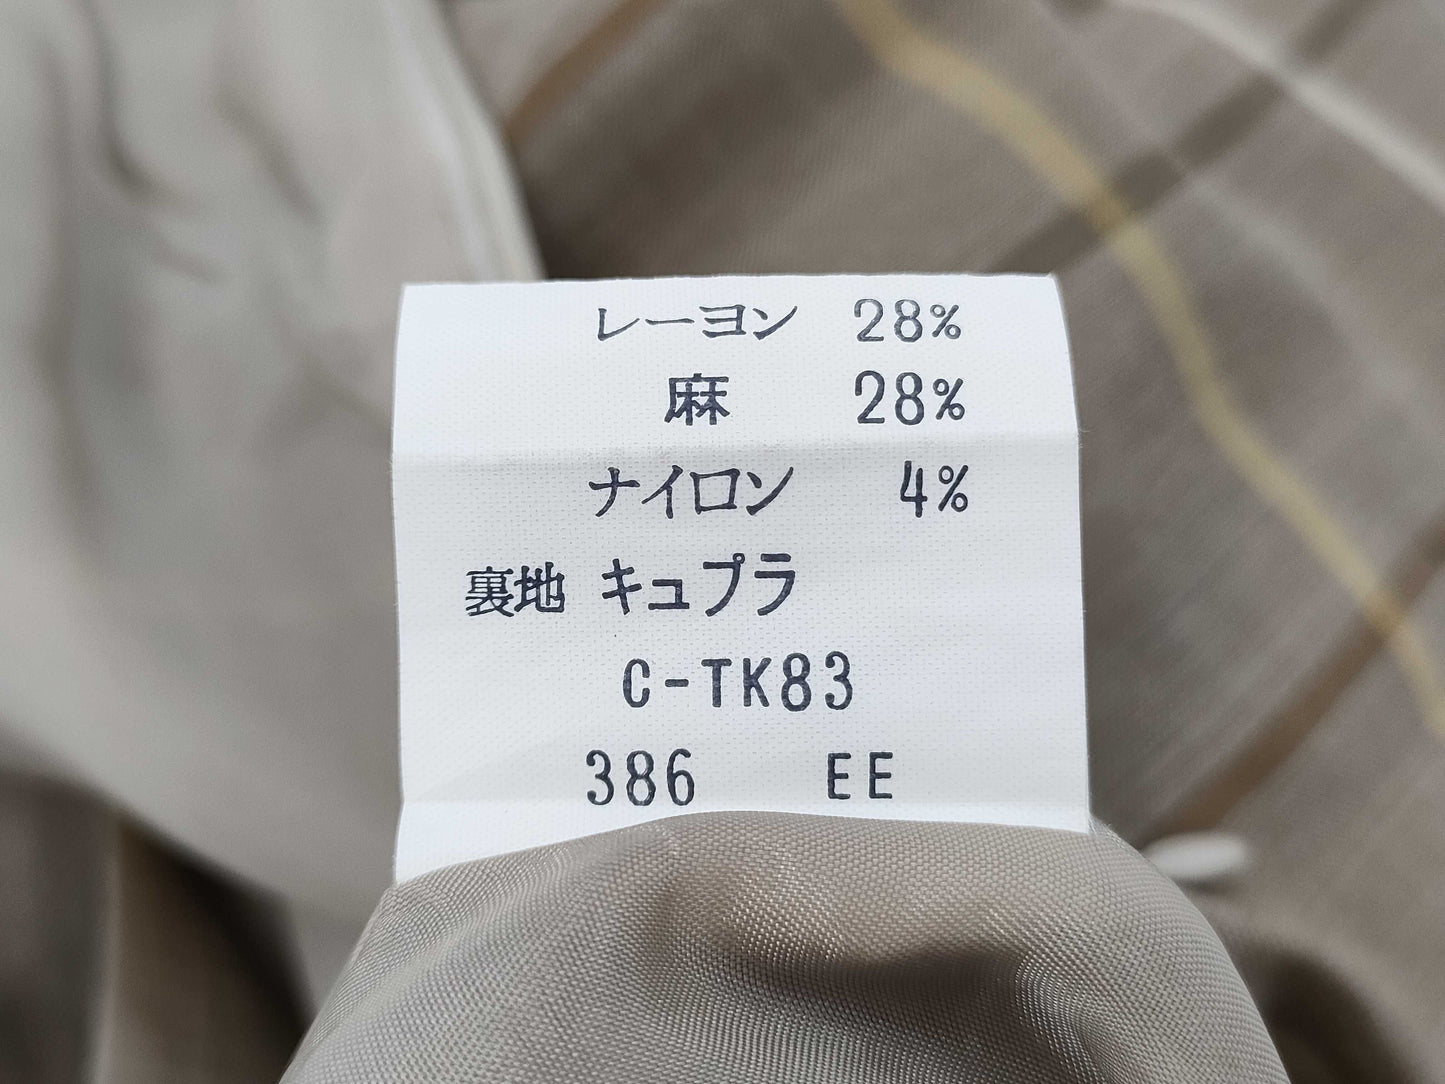 レーヨン 28%
麻 28%
ナイロン 4%
裏地 キュプラ
C-TK83
386 EE